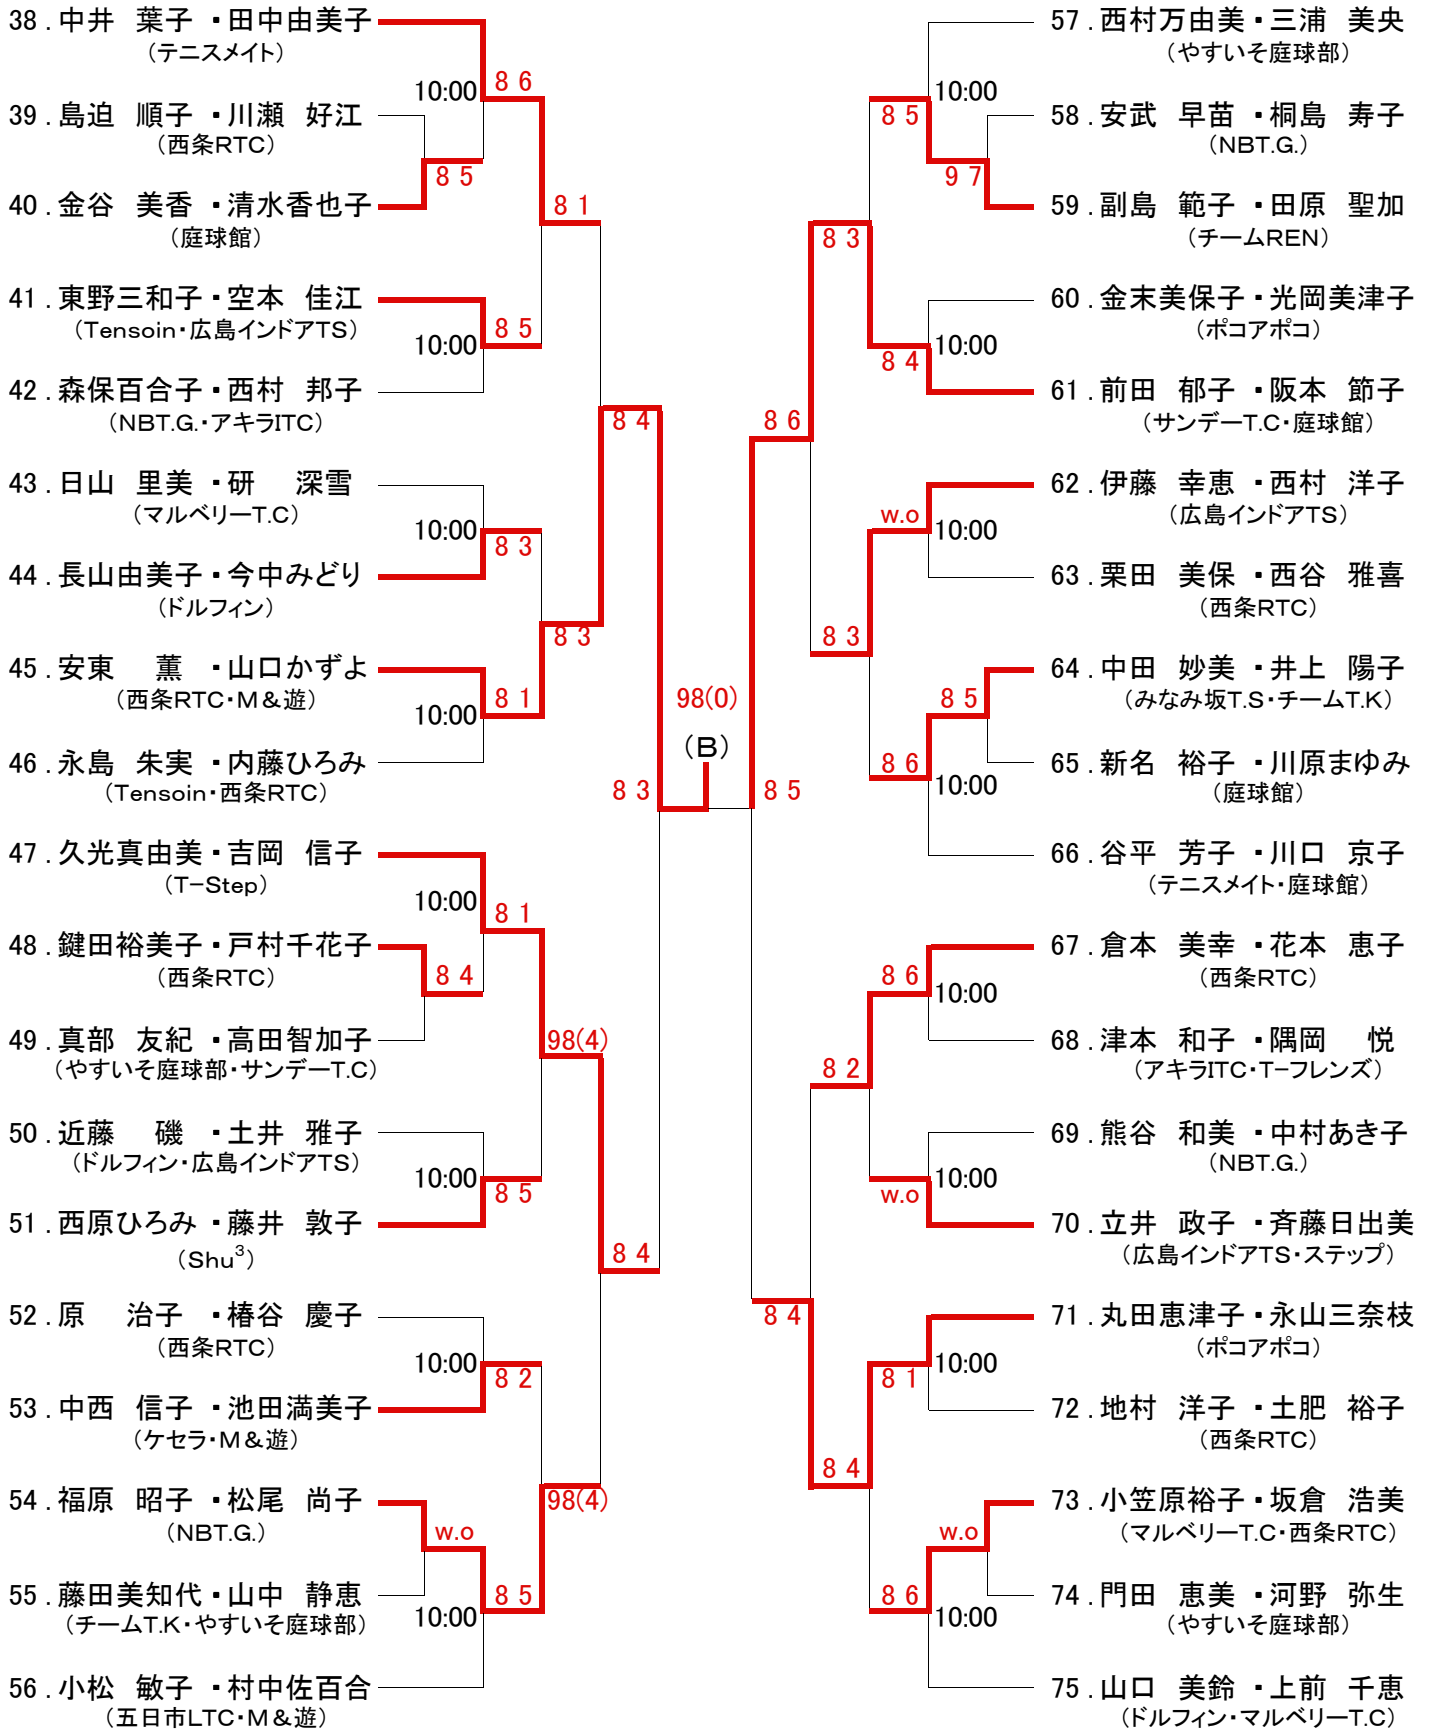 38.中井 葉子・田中由美子
(テニスメイト)
10:00
8 6
39.島迫 順子・川瀬 好江
(西条RTC)
8 5
40.金谷 美香・清水香也子
(庭球館)
8 1
41.東野三和子・空本 佳江
(Tensoin・広島インドアTS)
10:00
8 5
42.森保百合子・西村 邦子
(NBT.G.・アキラITC)
8 4
43.日山 里美・研 深雪
(マルベリーT.C)
10:00
8 3
44.長山由美子・今中みどり
(ドルフィン)
8 3
45.安東 薫・山口かずよ
(西条RTC・M&遊)
10:00
8 1
46.永島 朱実・内藤ひろみ
(Tensoin・西条RTC)
8 3
47.久光真由美・吉岡 信子
(T-Step)
10:00
8 1
48.鍵田裕美子・戸村千花子
(西条RTC)
8 4
49.真部 友紀・高田智加子
(やすいそ庭球部・サンデーT.C)
98(4)
50.近藤 磯・土井 雅子
(ドルフィン・広島インドアTS)
10:00
8 5
51.西原ひろみ・藤井 敦子
(Shu³)
8 4
52.原 治子・椿谷 慶子
(西条RTC)
10:00
8 2
53.中西 信子・池田満美子
(ケセラ・M&遊)
98(4)
54.福原 昭子・松尾 尚子
(NBT.G.)
w.o
55.藤田美知代・山中 静恵
(チームT.K・やすいそ庭球部)
10:00
8 5
56.小松 敏子・村中佐百合
(五日市LTC・M&遊)
98(0)
(B)
57.西村万由美・三浦 美央
(やすいそ庭球部)
10:00
8 5
58.安武 早苗・桐島 寿子
(NBT.G.)
9 7
59.副島 範子・田原 聖加
(チームREN)
8 3
60.金末美保子・光岡美津子
(ポコアポコ)
10:00
8 4
61.前田 郁子・阪本 節子
(サンデーT.C・庭球館)
8 6
62.伊藤 幸恵・西村 洋子
(広島インドアTS)
w.o
10:00
63.栗田 美保・西谷 雅喜
(西条RTC)
8 3
64.中田 妙美・井上 陽子
(みなみ坂T.S・チームT.K)
8 5
65.新名 裕子・川原まゆみ
(庭球館)
8 6
10:00
8 5
66.谷平 芳子・川口 京子
(テニスメイト・庭球館)
67.倉本 美幸・花本 恵子
(西条RTC)
8 6
10:00
68.津本 和子・隅岡 悦
(アキラITC・T-フレンズ)
8 2
69.熊谷 和美・中村あき子
(NBT.G.)
10:00
w.o
70.立井 政子・斉藤日出美
(広島インドアTS・ステップ)
8 4
71.丸田恵津子・永山三奈枝
(ポコアポコ)
10:00
8 1
72.地村 洋子・土肥 裕子
(西条RTC)
8 4
73.小笠原裕子・坂倉 浩美
(マルベリーT.C・西条RTC)
w.o
74.門田 恵美・河野 弥生
(やすいそ庭球部)
8 6
10:00
75.山口 美鈴・上前 千恵
(ドルフィン・マルベリーT.C)